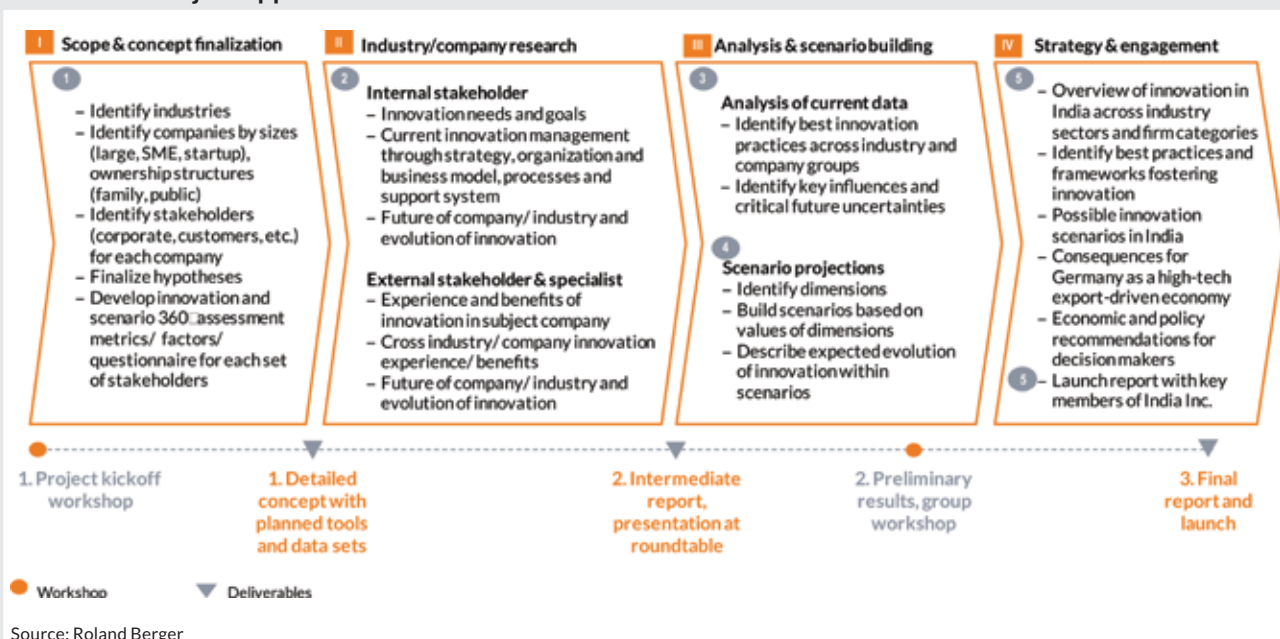 I Scope & concept finalization
1
– Identify industries
– Identify companies by sizes
(large, SME, startup),
ownership structures
(family, public)
– Identify stakeholders
(corporate, customers, etc.)
for each company
– Finalize hypotheses
– Develop innovation and
scenario 360□assessment
metrics/ factors/
questionnaire for each set
of stakeholders
II Industry/company research
2
Internal stakeholder
– Innovation needs and goals
– Current innovation management
through strategy, organization and
business model, processes and
support system
– Future of company/ industry and
evolution of innovation
External stakeholder & specialist
– Experience and benefits of
innovation in subject company
– Cross industry/ company innovation
experience/ benefits
– Future of company/ industry and
evolution of innovation
III Analysis & scenario building
3
Analysis of current data
– Identify best innovation
practices across industry and
company groups
– Identify key influences and
critical future uncertainties
4
Scenario projections
– Identify dimensions
– Build scenarios based on
values of dimensions
– Describe expected evolution
of innovation within
scenarios
IV Strategy & engagement
5
– Overview of innovation in
India across industry
sectors and firm categories
– Identify best practices and
frameworks fostering
innovation
– Possible innovation
scenarios in India
– Consequences for
Germany as a high-tech
export-driven economy
– Economic and policy
recommendations for
decision makers
5 – Launch report with key
members of India Inc.
1. Project kickoff
workshop
1. Detailed
concept with
planned tools
and data sets
2. Intermediate
report,
presentation at
roundtable
2. Preliminary
results, group
workshop
3. Final
report and
launch
Workshop
Deliverables
Source: Roland Berger